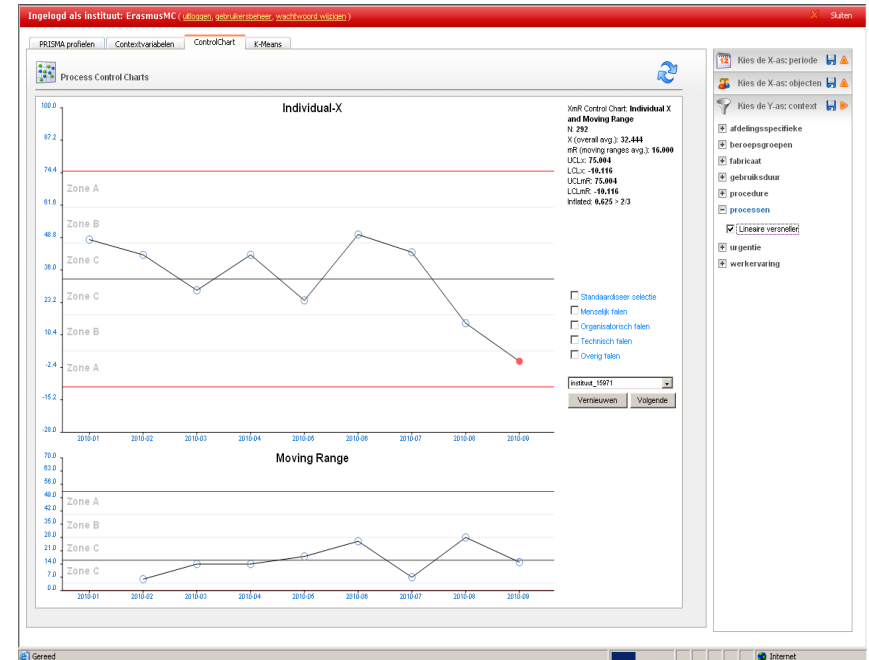 Ingelogd als instituut: ErasmusMC ( uitloggen, gebruikersbeheer, wachtwoord wijzigen )
X Sluiten
PRISMA profielen Contextvariabelen ControlChart K-Means
Process Control Charts
Individual-X
100.0
87.2
74.4
61.6
48.8
36.0
23.2
10.4
-2.4
-15.2
-28.0
Zone A
Zone B
Zone C
Zone C
Zone B
Zone A
2010-01 2010-02 2010-03 2010-04 2010-05 2010-06 2010-07 2010-08 2010-09
Moving Range
70.0
63.0
56.0
49.0
42.0
35.0
28.0
21.0
14.0
7.0
0.0
Zone A
Zone B
Zone C
Zone C
2010-01 2010-02 2010-03 2010-04 2010-05 2010-06 2010-07 2010-08 2010-09
XmR Control Chart: Individual X
and Moving Range
N: 292
X (overall avg.): 32.444
mR (moving ranges avg.): 16.000
UCLx: 75.004
LCLx: -10.116
UCLmR: 75.004
LCLmR: -10.116
Inflated: 0.625 > 2/3
Standaardiseer selectie
Menselijk falen
Organisatorisch falen
Technisch falen
Overig falen
instituut_15971
Vernieuwen Volgende
12 Kies de X-as: periode
Kies de X-as: objecten
Kies de Y-as: context
afdelingsspecifieke
beroepsgroepen
fabricaat
gebruiksduur
procedure
processen
Lineaire versneller
urgentie
werkervaring
Gereed
Internet